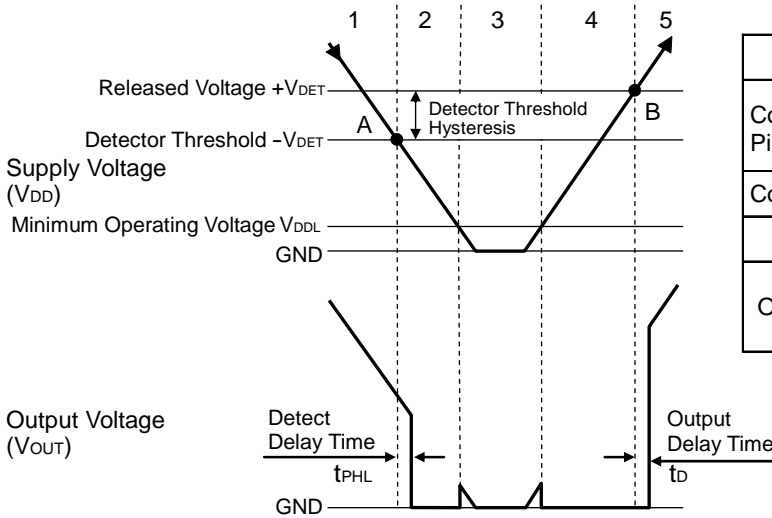 1 2 3 4 5
Released Voltage +VDET
Detector Threshold
Hysteresis
A
B
Detector Threshold –VDET
Supply Voltage
(VDD)
Minimum Operating Voltage VDDL
GND
Output Voltage
(VOUT)
Detect
Delay Time
tPHL
Output
Delay Time
tD
GND